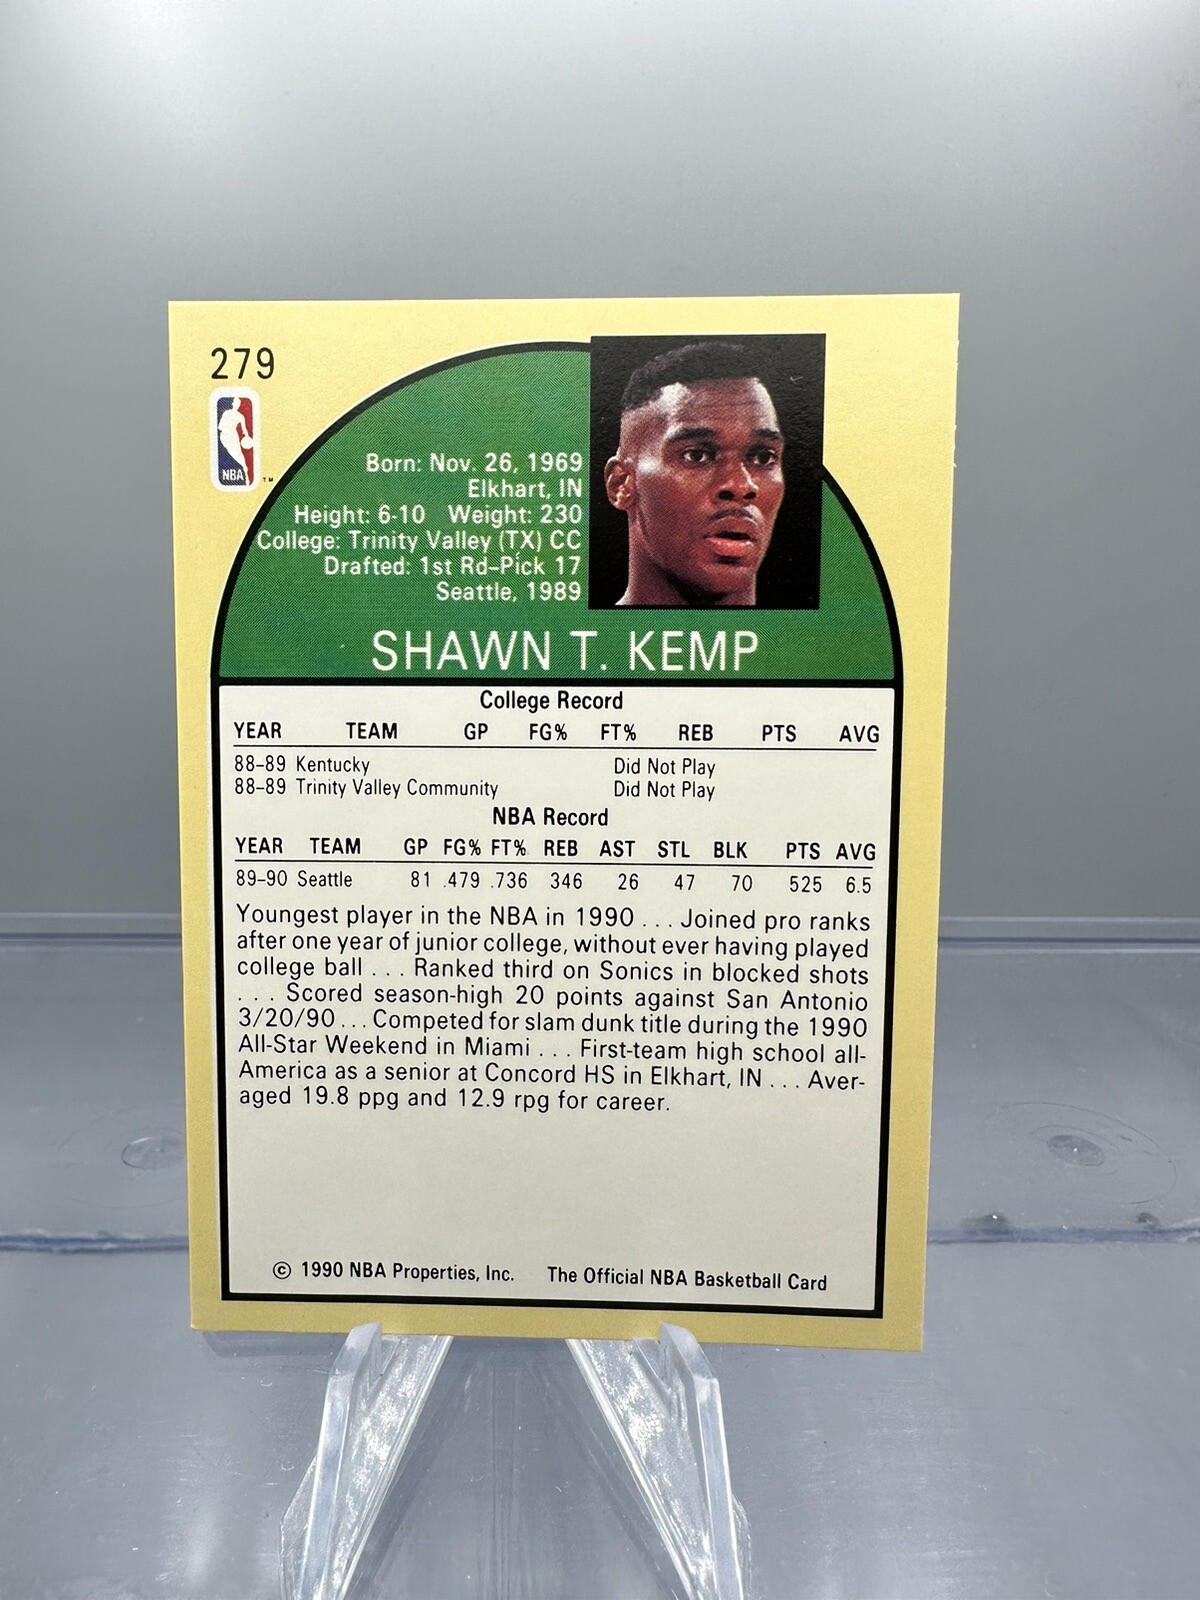 279
NBA
TM
Born: Nov. 26, 1969
Elkhart, IN
Height: 6-10 Weight: 230
College: Trinity Valley (TX) CC
Drafted: 1st Rd-Pick 17
Seattle, 1989
SHAWN T. KEMP
College Record
YEAR TEAM GP FG% FT% REB PTS AVG
88-89 Kentucky Did Not Play
88-89 Trinity Valley Community Did Not Play
NBA Record
YEAR TEAM GP FG% FT% REB AST STL BLK PTS AVG
89-90 Seattle 81 .479 .736 346 26 47 70 525 6.5
Youngest player in the NBA in 1990 . . . Joined pro ranks
after one year of junior college, without ever having played
college ball . . . Ranked third on Sonics in blocked shots
. . . Scored season-high 20 points against San Antonio
3/20/90 . . . Competed for slam dunk title during the 1990
All-Star Weekend in Miami . . . First-team high school all-
America as a senior at Concord HS in Elkhart, IN . . . Aver-
aged 19.8 ppg and 12.9 rpg for career.
© 1990 NBA Properties, Inc. The Official NBA Basketball Card